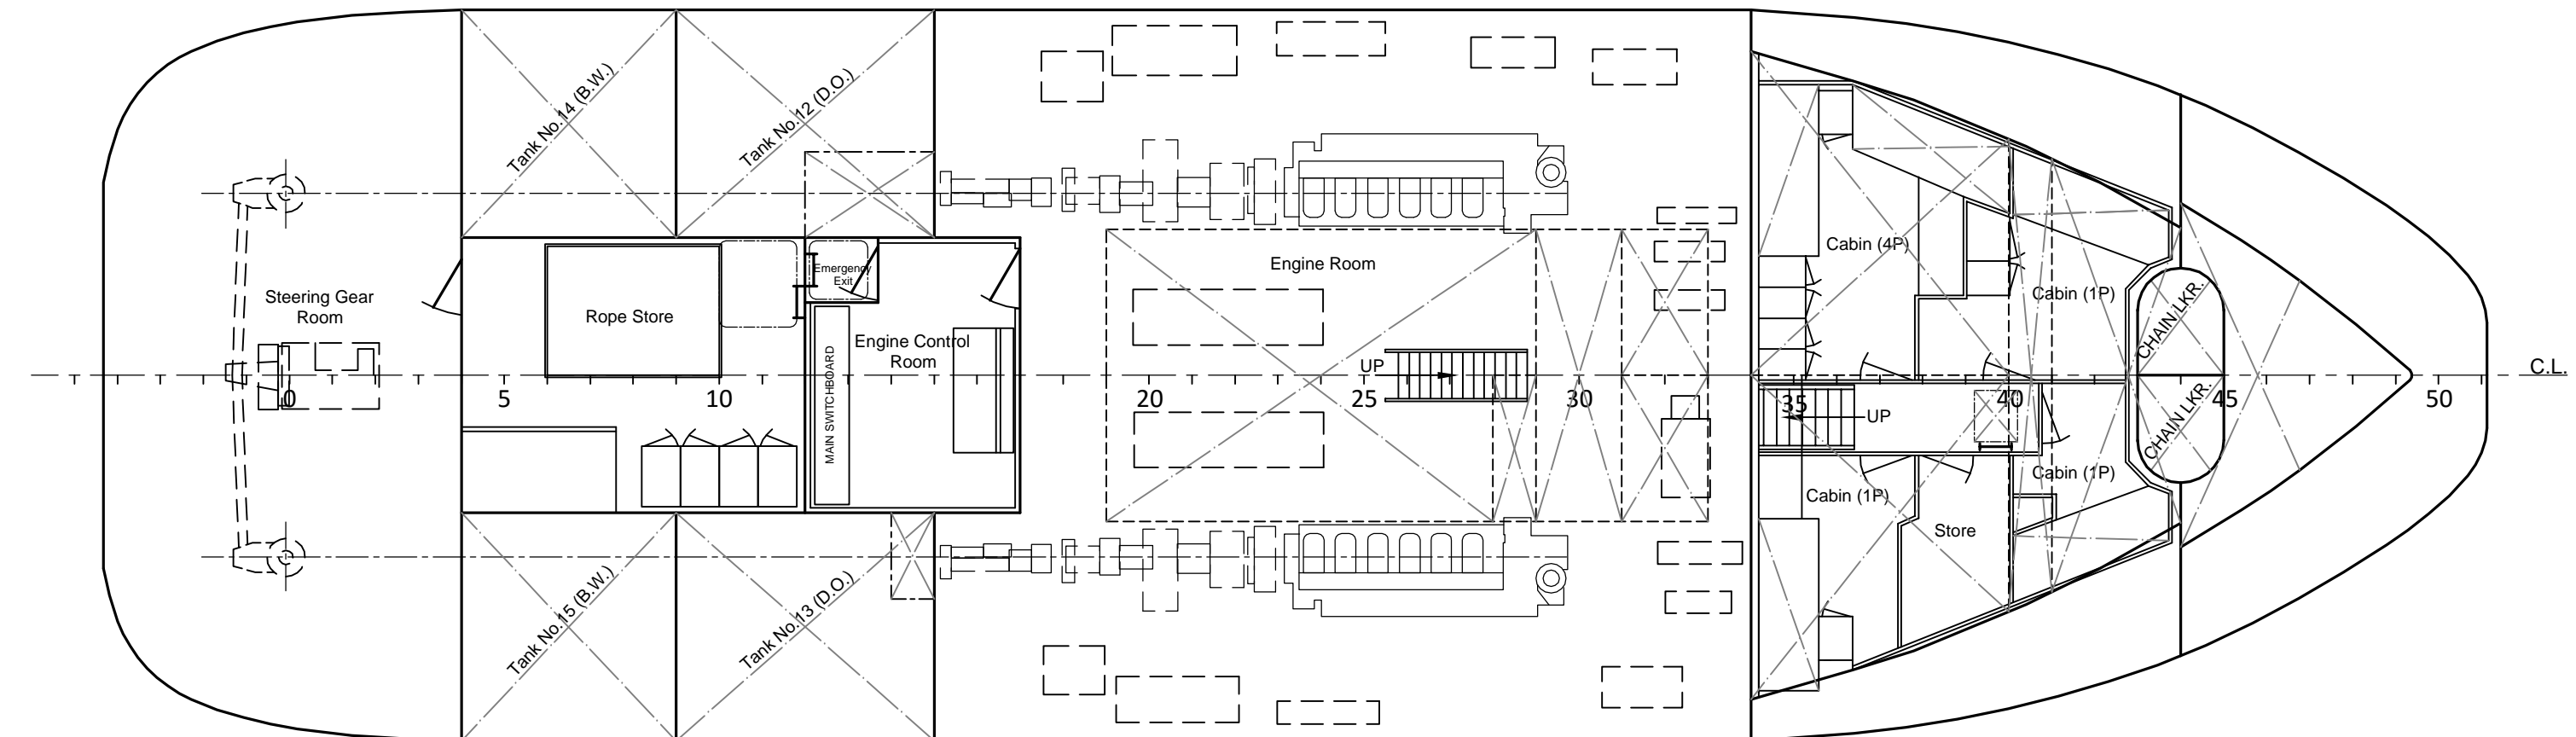 Tank No.14 (B.W.)
Tank No.12 (D.O.)
Steering Gear
Room
Rope Store
Emergency
Exit
MAIN SWITCHBOARD
Engine Control
Room
Engine Room
UP
Cabin (4P)
Cabin (1P)
CHAIN LKR.
C.L.
0
5
10
20
25
30
35
40
45
50
UP
CHAIN LKR.
Cabin (1P)
Cabin (1P)
Store
Tank No.15 (B.W.)
Tank No.13 (D.O.)